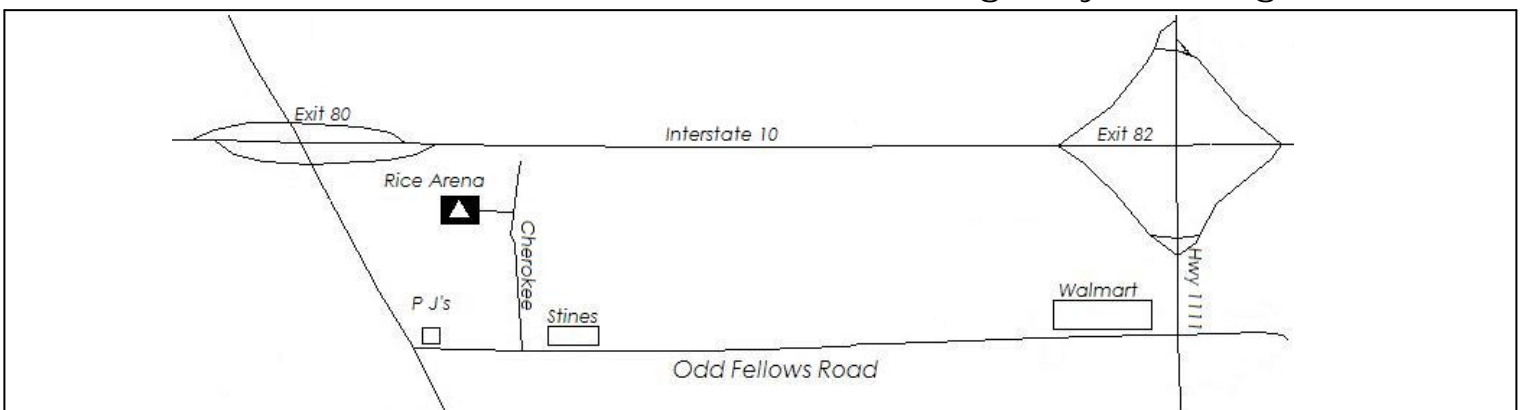 Exit 80
Interstate 10
Exit 82
Rice Arena
Cherokee
Hwy 1111
P J's
Stines
Walmart
Odd Fellows Road